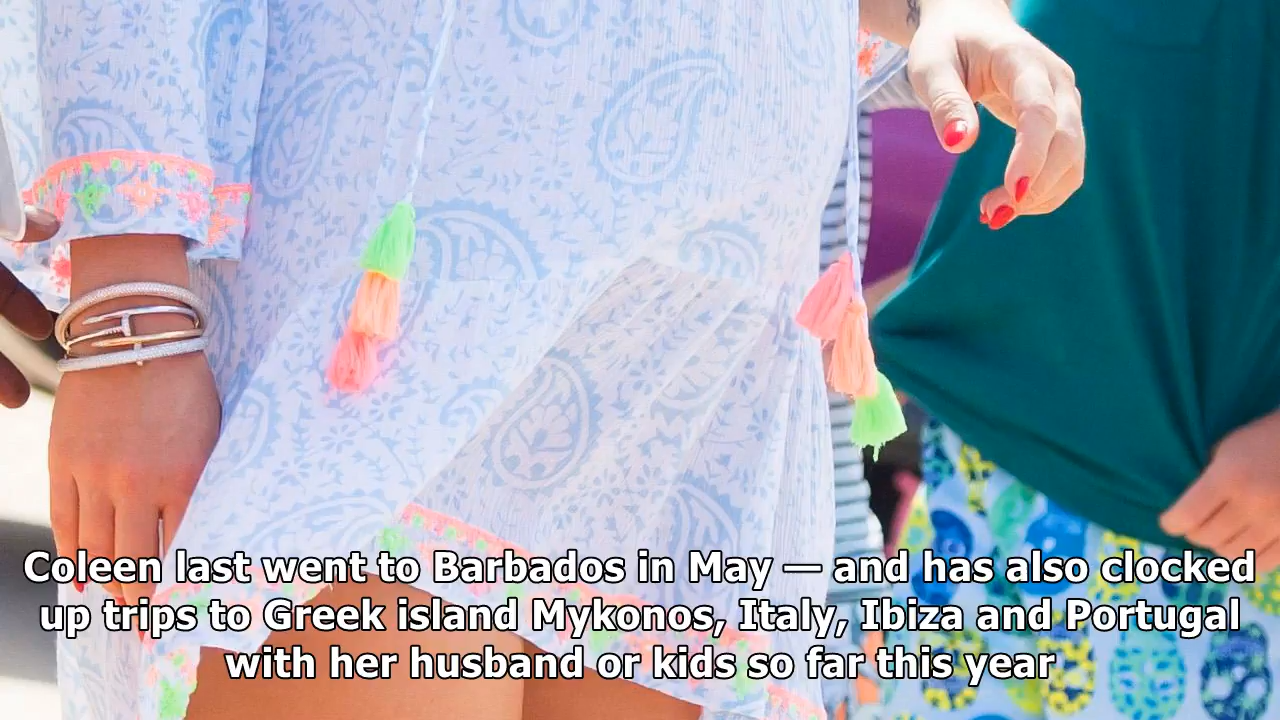 Coleen last went to Barbados in May — and has also clocked
up trips to Greek island Mykonos, Italy, Ibiza and Portugal
with her husband or kids so far this year